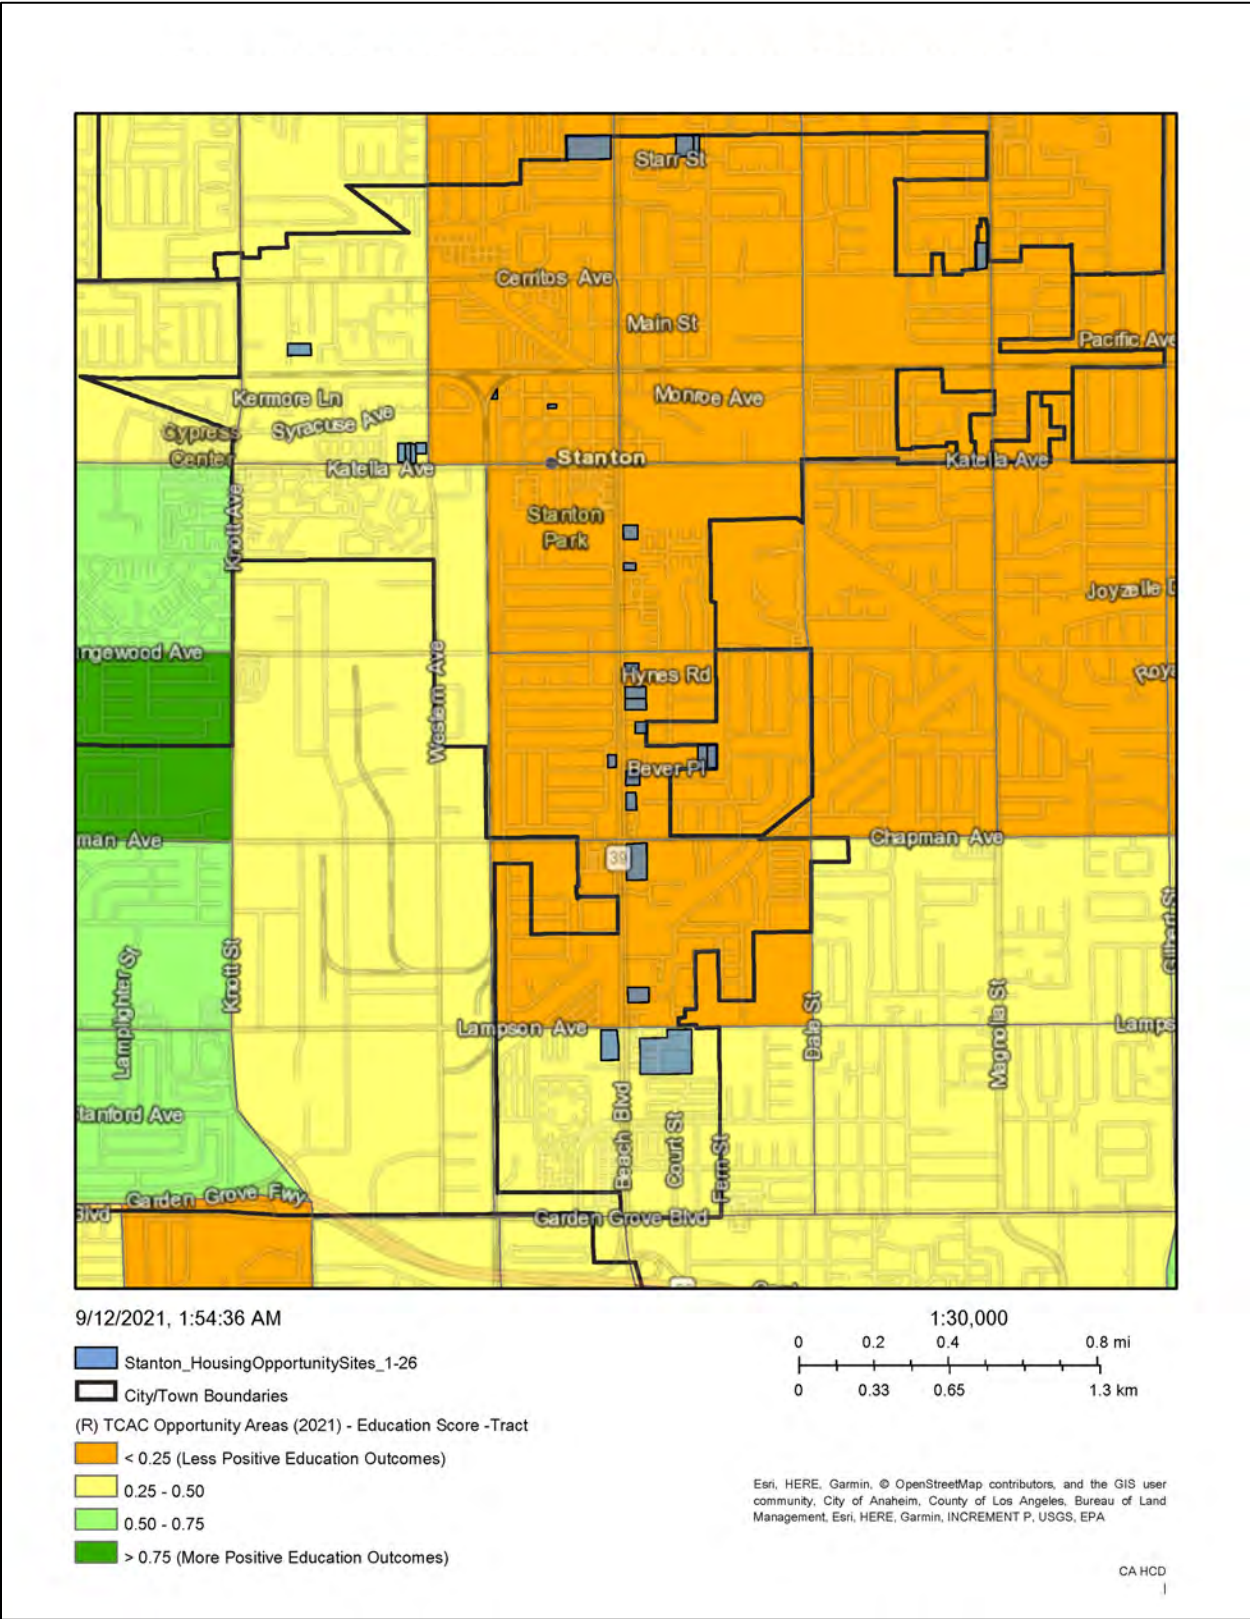 Starr St
Cerritos Ave
Main St
Pacific Ave
Kermore Ln
Monroe Ave
Syracuse Ave
Cypress
Center
Katella Ave
Stanton
Katella Ave
Stanton
Park
Knott Ave
Joyzelle D
ngewood Ave
Hynes Rd
Roya
Western Ave
Bever Pl
man Ave
Chapman Ave
39
Gilbert St
Lamplighter St
Knott St
Magnolia St
Dale St
Lampson Ave
Lamps
tanford Ave
Beach Blvd
Court St
Fern St
Garden Grove Fwy
Blvd
Garden Grove Blvd
9/12/2021, 1:54:36 AM
1:30,000
0 0.2 0.4 0.8 mi
0 0.33 0.65 1.3 km
Stanton_HousingOpportunitySites_1-26
City/Town Boundaries
(R) TCAC Opportunity Areas (2021) - Education Score -Tract
< 0.25 (Less Positive Education Outcomes)
0.25 - 0.50
0.50 - 0.75
> 0.75 (More Positive Education Outcomes)
Esri, HERE, Garmin, © OpenStreetMap contributors, and the GIS user
community, City of Anaheim, County of Los Angeles, Bureau of Land
Management, Esri, HERE, Garmin, INCREMENT P, USGS, EPA
CA HCD
|